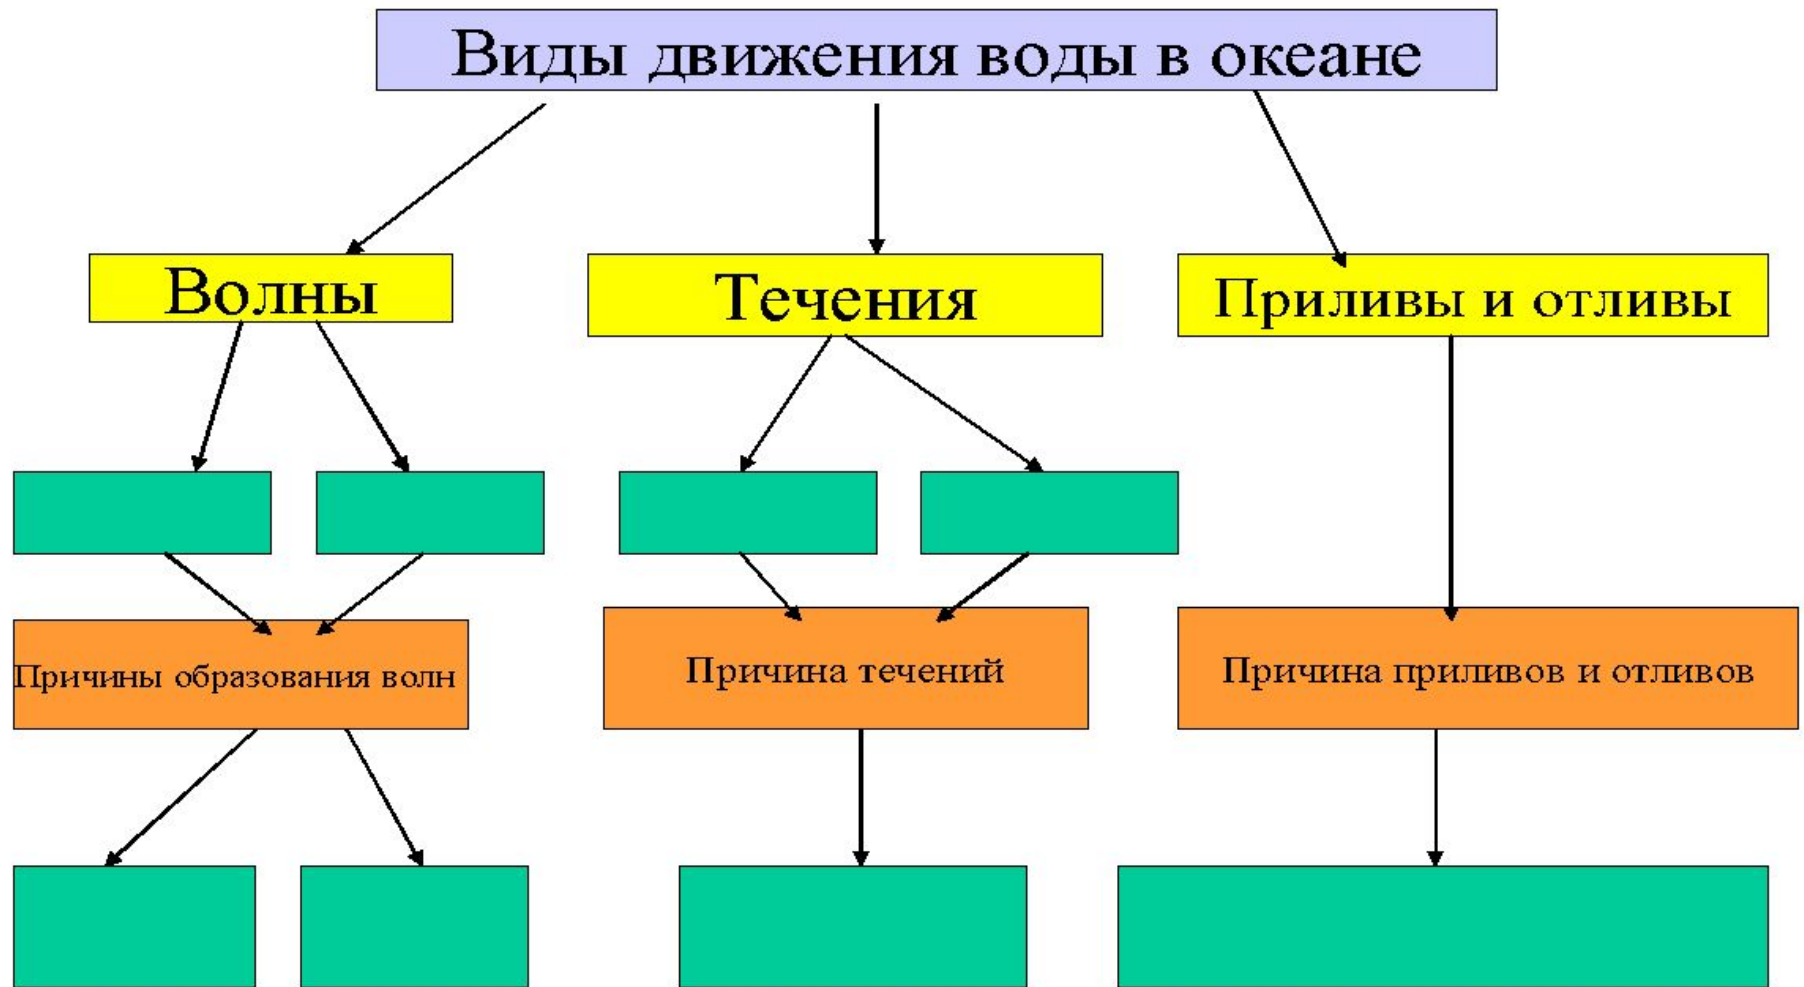 Виды движения воды в океане
Волны
Течения
Приливы и отливы
Причины образования волн
Причина течений
Причина приливов и отливов